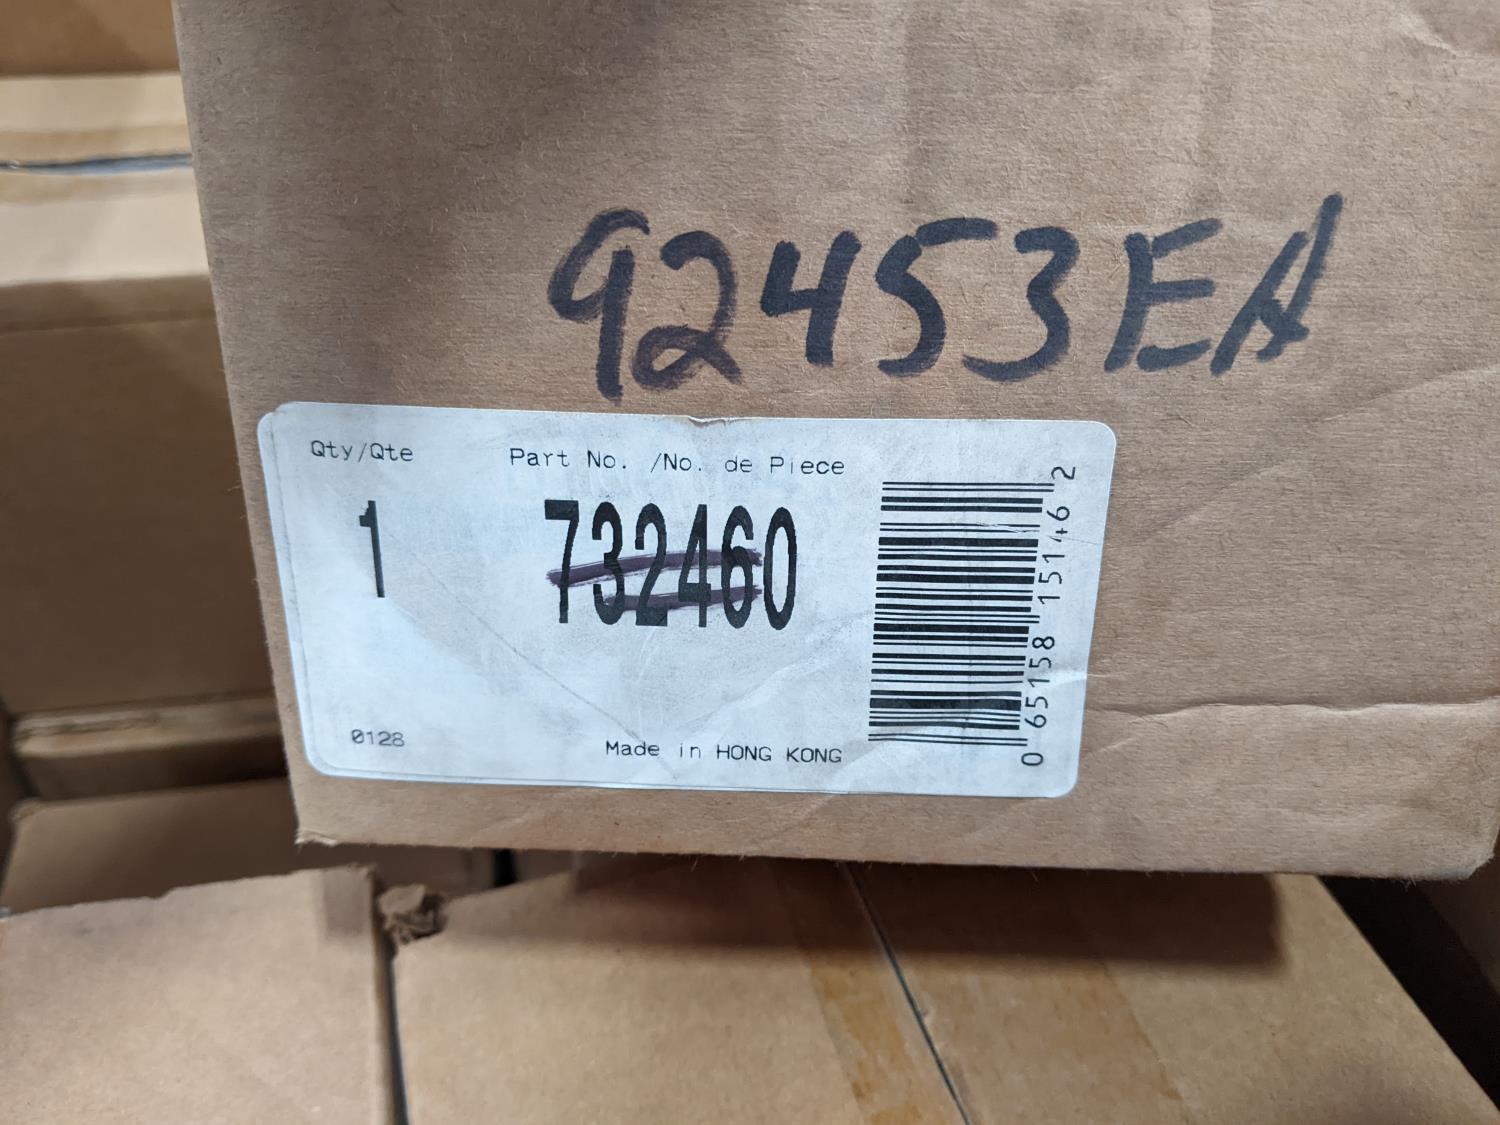 92453EA
Qty/Qte Part No. /No. de Piece
1 732460
0 65158 15146 2
0128 Made in HONG KONG